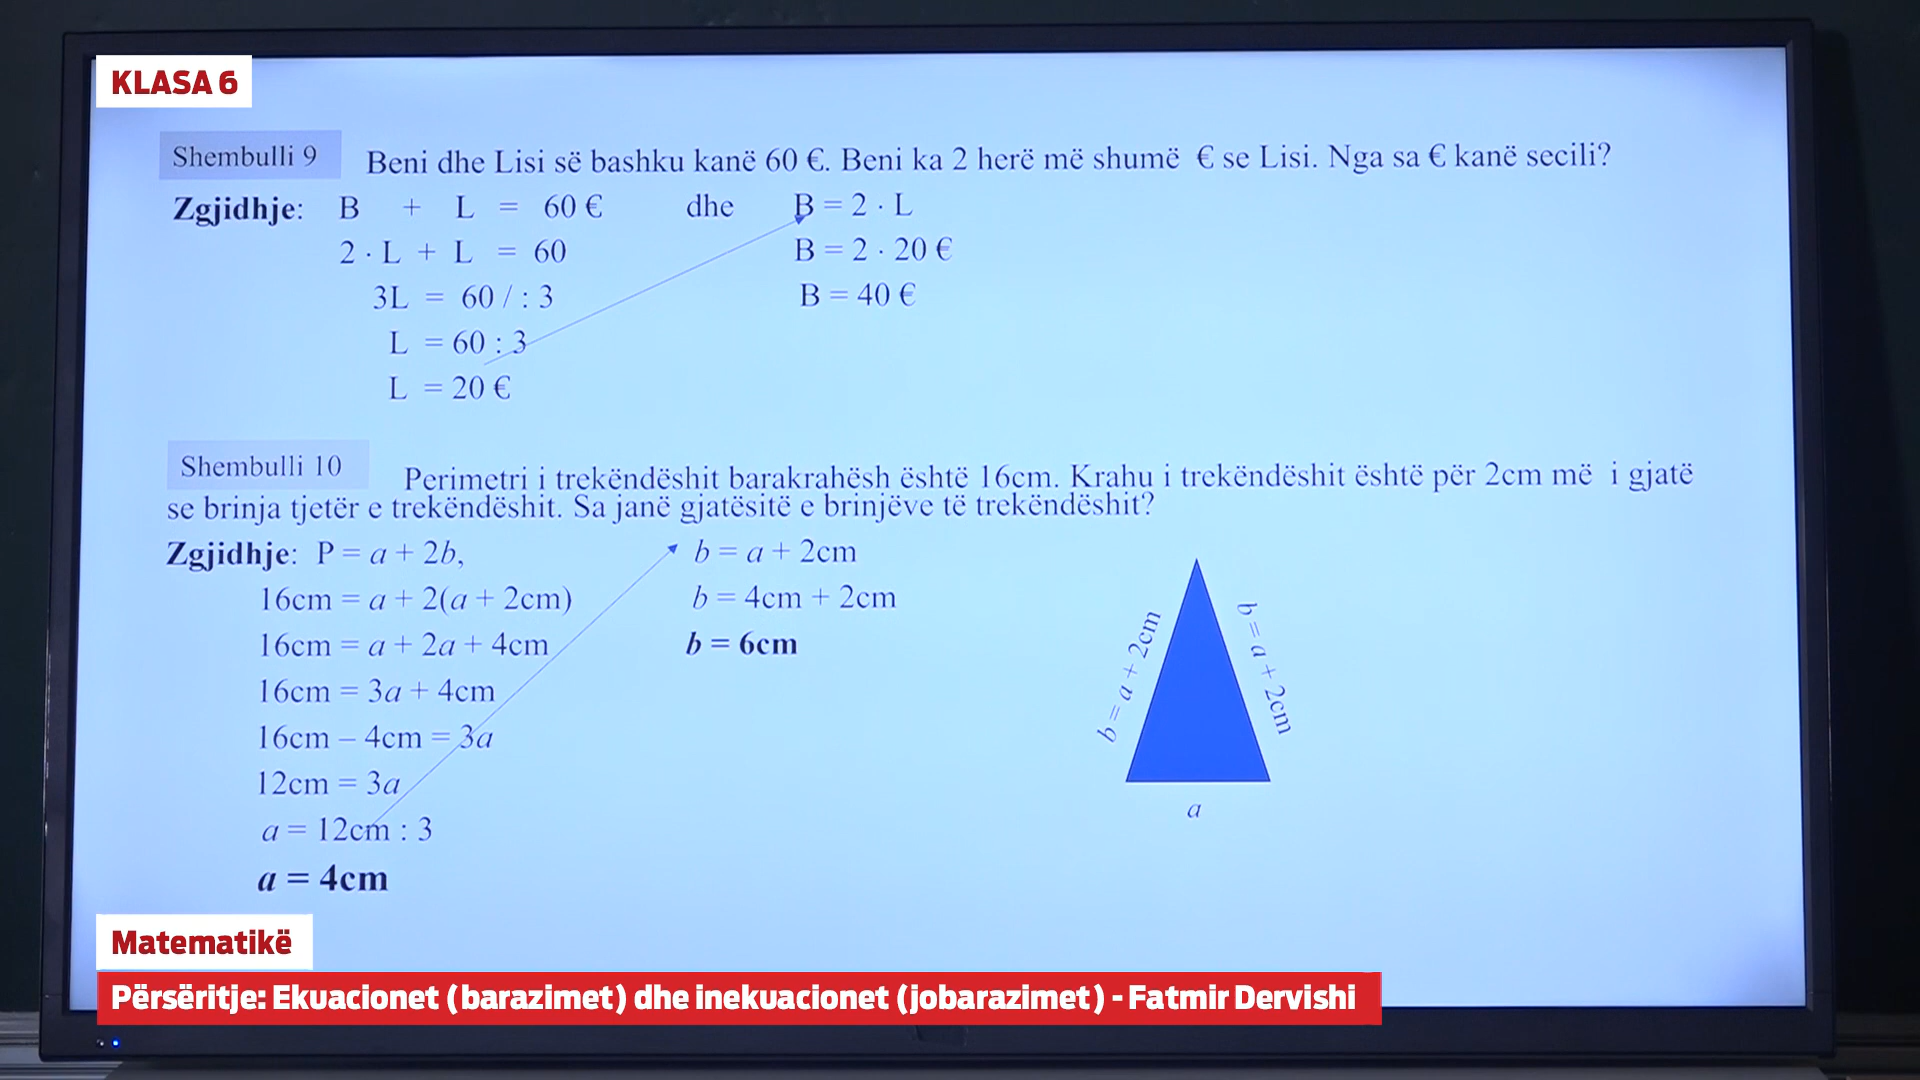 KLASA 6
Shembulli 9 Beni dhe Lisi së bashku kanë 60 €. Beni ka 2 herë më shumë € se Lisi. Nga sa € kanë secili?
Zgjidhje: B + L = 60 € dhe B = 2 · L
2 · L + L = 60 B = 2 · 20 €
3L = 60 / : 3 B = 40 €
L = 60 : 3
L = 20 €
Shembulli 10 Perimetri i trekëndëshit barakrahësh është 16cm. Krahu i trekëndëshit është për 2cm më i gjatë
se brinja tjetër e trekëndëshit. Sa janë gjatësitë e brinjëve të trekëndëshit?
Zgjidhje: P = a + 2b, b = a + 2cm
16cm = a + 2(a + 2cm) b = 4cm + 2cm
16cm = a + 2a + 4cm b = 6cm
16cm = 3a + 4cm
16cm – 4cm = 3a
12cm = 3a
a = 12cm : 3
a = 4cm
b = a + 2cm
b = a + 2cm
a
Matematikë
Përsëritje: Ekuacionet (barazimet) dhe inekuacionet (jobarazimet) - Fatmir Dervishi